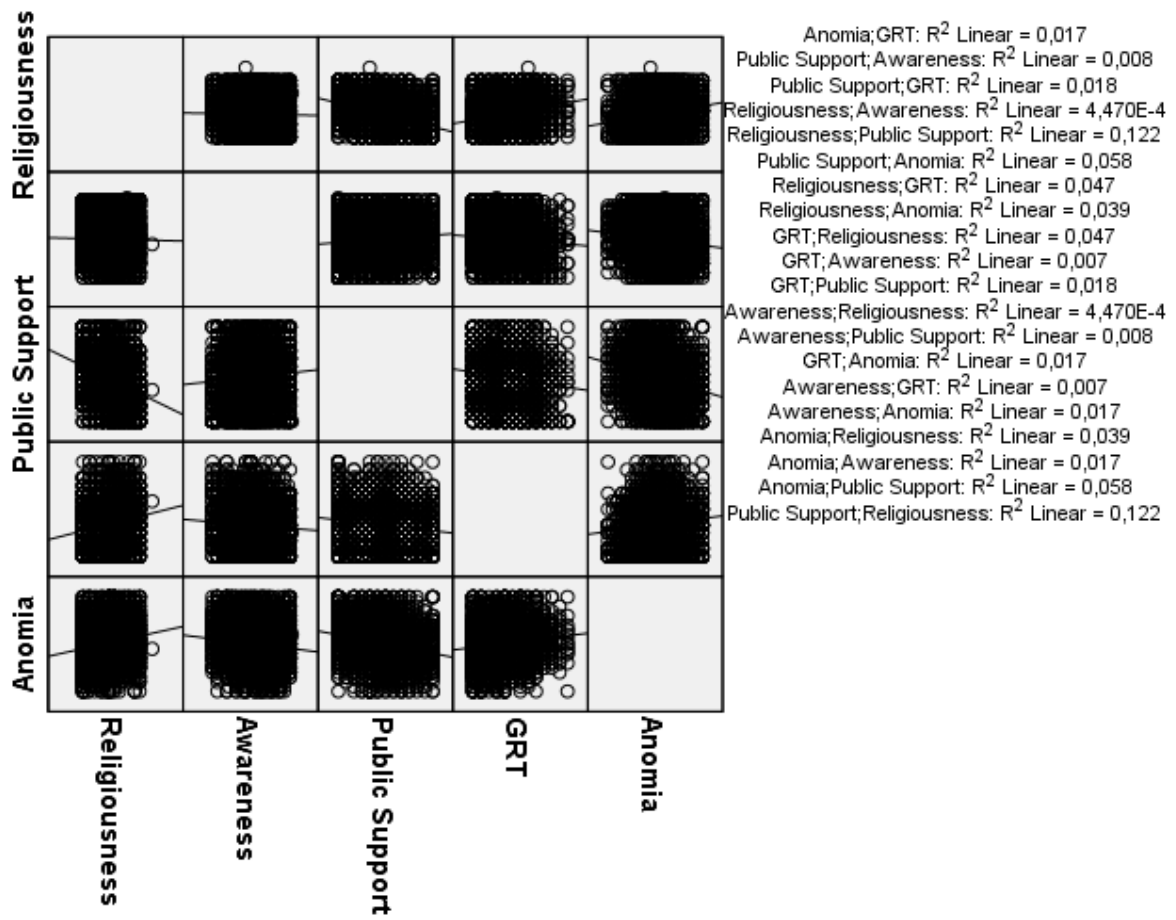 Religiousness
Public Support
Anomia
Religiousness
Awareness
Public Support
GRT
Anomia
Anomia;GRT: R² Linear = 0,017
Public Support;Awareness: R² Linear = 0,008
Public Support;GRT: R² Linear = 0,018
Religiousness;Awareness: R² Linear = 4,470E-4
Religiousness;Public Support: R² Linear = 0,122
Public Support;Anomia: R² Linear = 0,058
Religiousness;GRT: R² Linear = 0,047
Religiousness;Anomia: R² Linear = 0,039
GRT;Religiousness: R² Linear = 0,047
GRT;Awareness: R² Linear = 0,007
GRT;Public Support: R² Linear = 0,018
Awareness;Religiousness: R² Linear = 4,470E-4
Awareness;Public Support: R² Linear = 0,008
GRT;Anomia: R² Linear = 0,017
Awareness;GRT: R² Linear = 0,007
Awareness;Anomia: R² Linear = 0,017
Anomia;Religiousness: R² Linear = 0,039
Anomia;Awareness: R² Linear = 0,017
Anomia;Public Support: R² Linear = 0,058
Public Support;Religiousness: R² Linear = 0,122